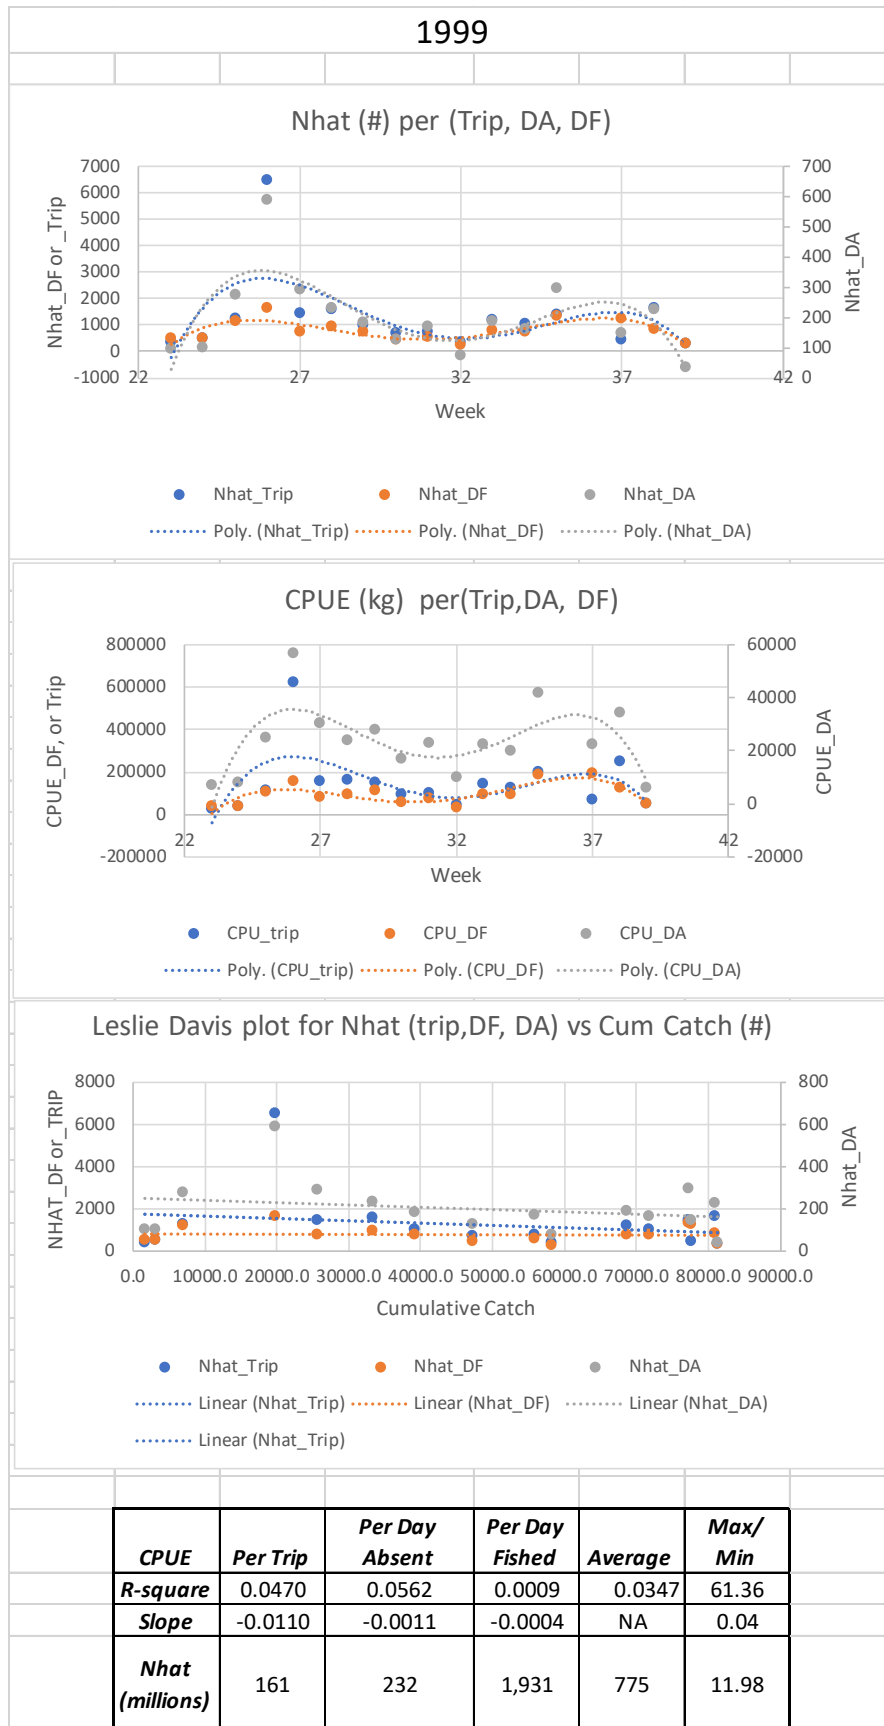 1999
Nhat (#) per (Trip, DA, DF)
Nhat_DF or _Trip
7000
6000
5000
4000
3000
2000
1000
0
-1000
700
600
500
400
300
200
100
0
Nhat_DA
22 27 32 37 42
Week
Nhat_Trip Nhat_DF Nhat_DA
Poly. (Nhat_Trip) Poly. (Nhat_DF) Poly. (Nhat_DA)
CPUE (kg) per(Trip,DA, DF)
CPUE_DF, or Trip
800000
600000
400000
200000
0
-200000
60000
40000
20000
0
-20000
CPUE_DA
22 27 32 37 42
Week
CPU_trip CPU_DF CPU_DA
Poly. (CPU_trip) Poly. (CPU_DF) Poly. (CPU_DA)
Leslie Davis plot for Nhat (trip,DF, DA) vs Cum Catch (#)
NHAT_DF or _TRIP
8000
6000
4000
2000
0
800
600
400
200
0
Nhat_DA
0.0 10000.0 20000.0 30000.0 40000.0 50000.0 60000.0 70000.0 80000.0 90000.0
Cumulative Catch
Nhat_Trip Nhat_DF Nhat_DA
Linear (Nhat_Trip) Linear (Nhat_DF) Linear (Nhat_DA)
Linear (Nhat_Trip)
CPUE Per Trip Per Day Absent Per Day Fished Average Max/ Min
R-square 0.0470 0.0562 0.0009 0.0347 61.36
Slope -0.0110 -0.0011 -0.0004 NA 0.04
Nhat (millions) 161 232 1,931 775 11.98